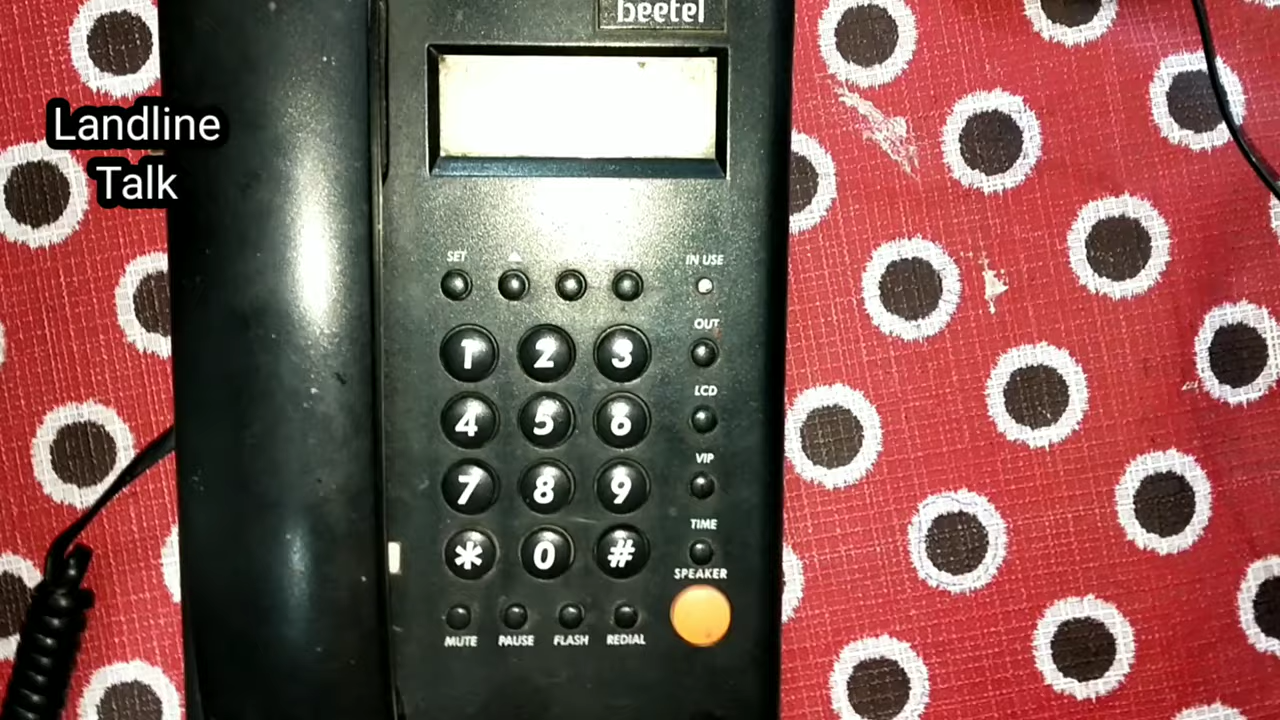 beetel
Landline
Talk
SET
IN USE
OUT
1 2 3
LCD
4 5 6
VIP
7 8 9
TIME
* 0 #
SPEAKER
MUTE PAUSE FLASH REDIAL